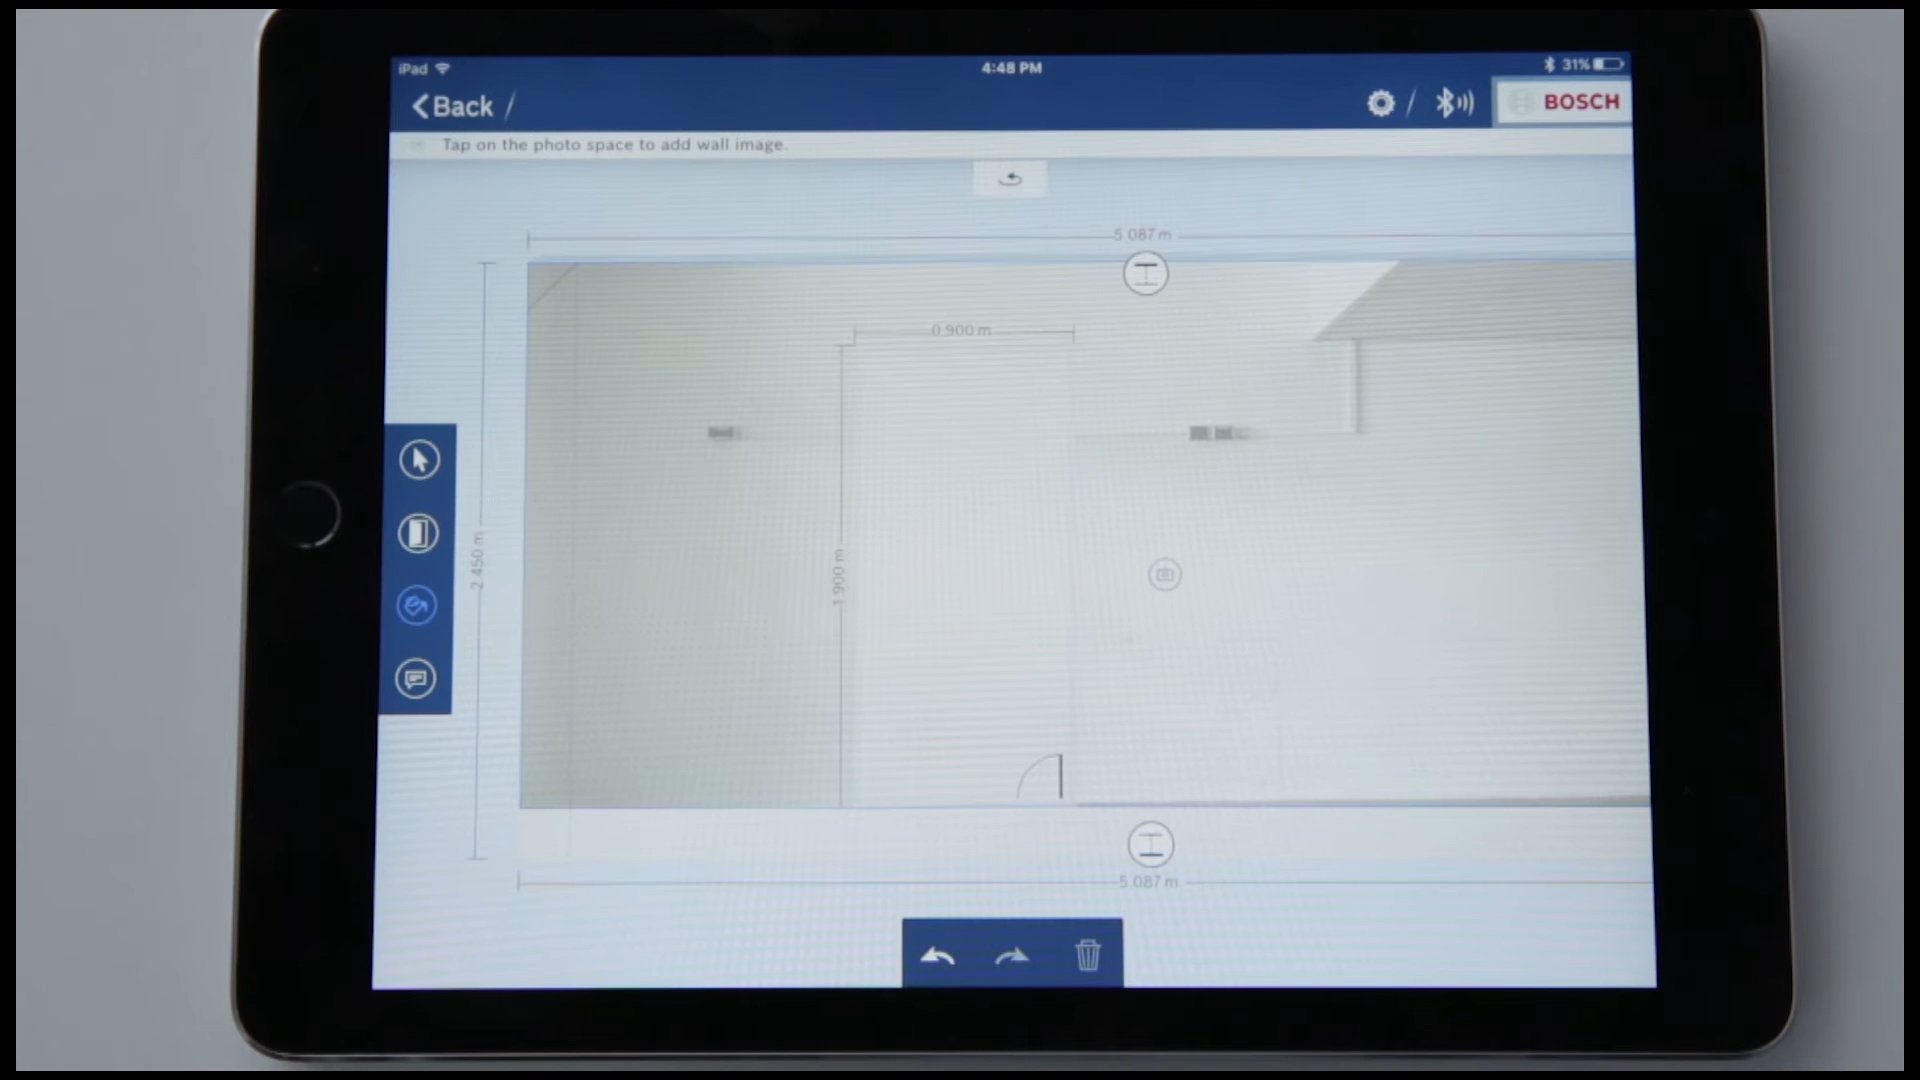 iPad
4:48 PM
31%
Back
BOSCH
Tap on the photo space to add wall image.
5.087 m
0.900 m
2.450 m
1.900 m
5.087 m